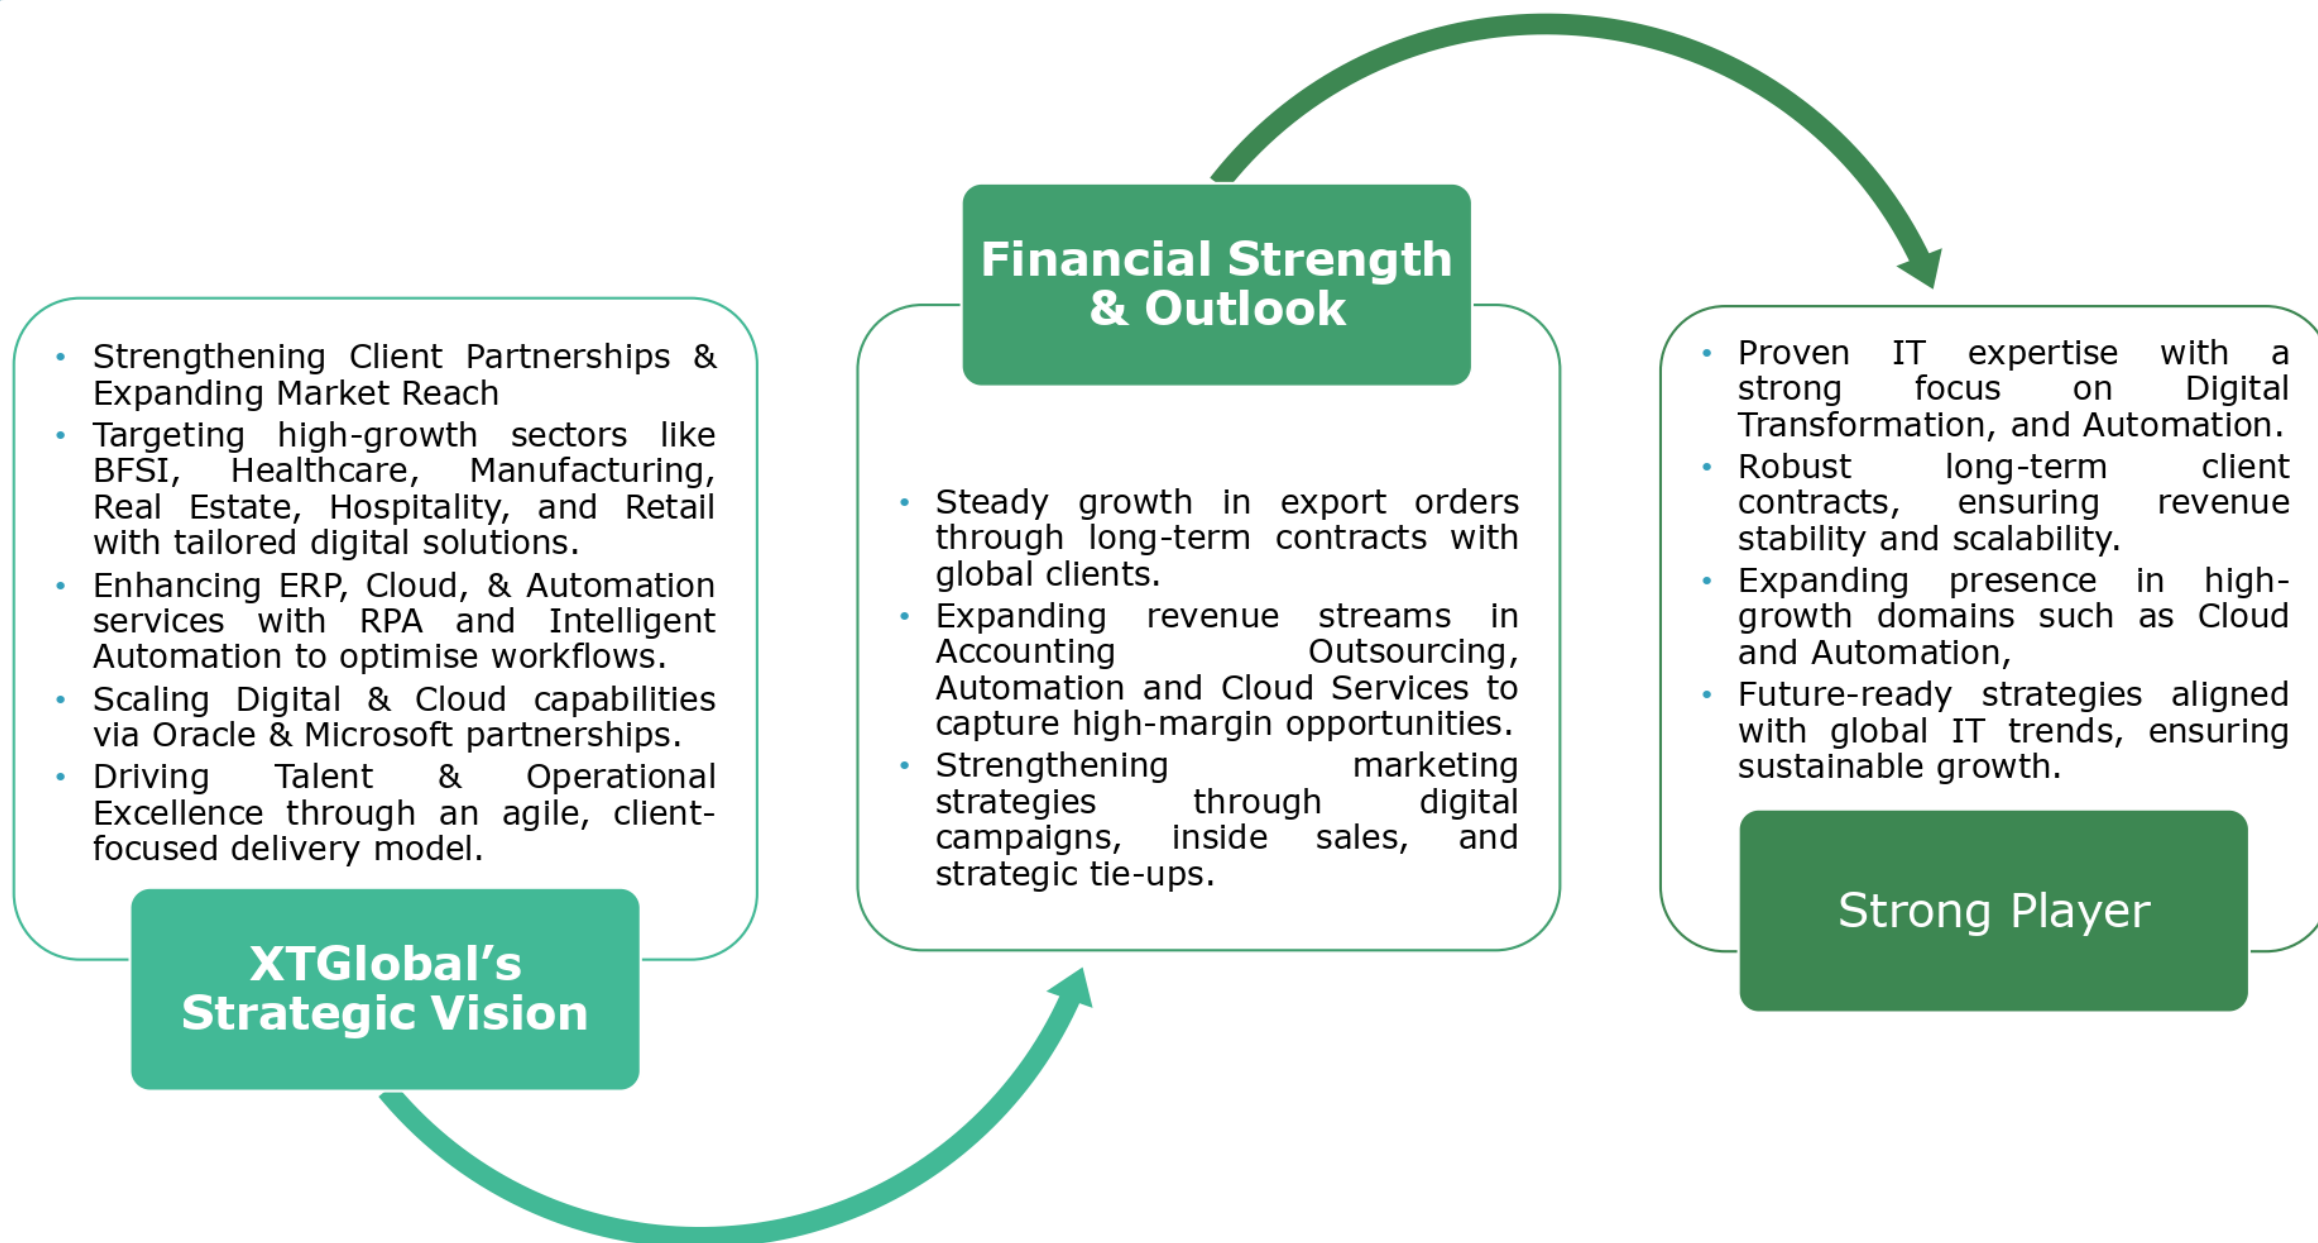 • Strengthening Client Partnerships &
Expanding Market Reach
• Targeting high-growth sectors like
BFSI, Healthcare, Manufacturing,
Real Estate, Hospitality, and Retail
with tailored digital solutions.
• Enhancing ERP, Cloud, & Automation
services with RPA and Intelligent
Automation to optimise workflows.
• Scaling Digital & Cloud capabilities
via Oracle & Microsoft partnerships.
• Driving Talent & Operational
Excellence through an agile, client-
focused delivery model.
XTGlobal’s
Strategic Vision
Financial Strength
& Outlook
• Steady growth in export orders
through long-term contracts with
global clients.
• Expanding revenue streams in
Accounting Outsourcing,
Automation and Cloud Services to
capture high-margin opportunities.
• Strengthening marketing
strategies through digital
campaigns, inside sales, and
strategic tie-ups.
• Proven IT expertise with a
strong focus on Digital
Transformation, and Automation.
• Robust long-term client
contracts, ensuring revenue
stability and scalability.
• Expanding presence in high-
growth domains such as Cloud
and Automation,
• Future-ready strategies aligned
with global IT trends, ensuring
sustainable growth.
Strong Player